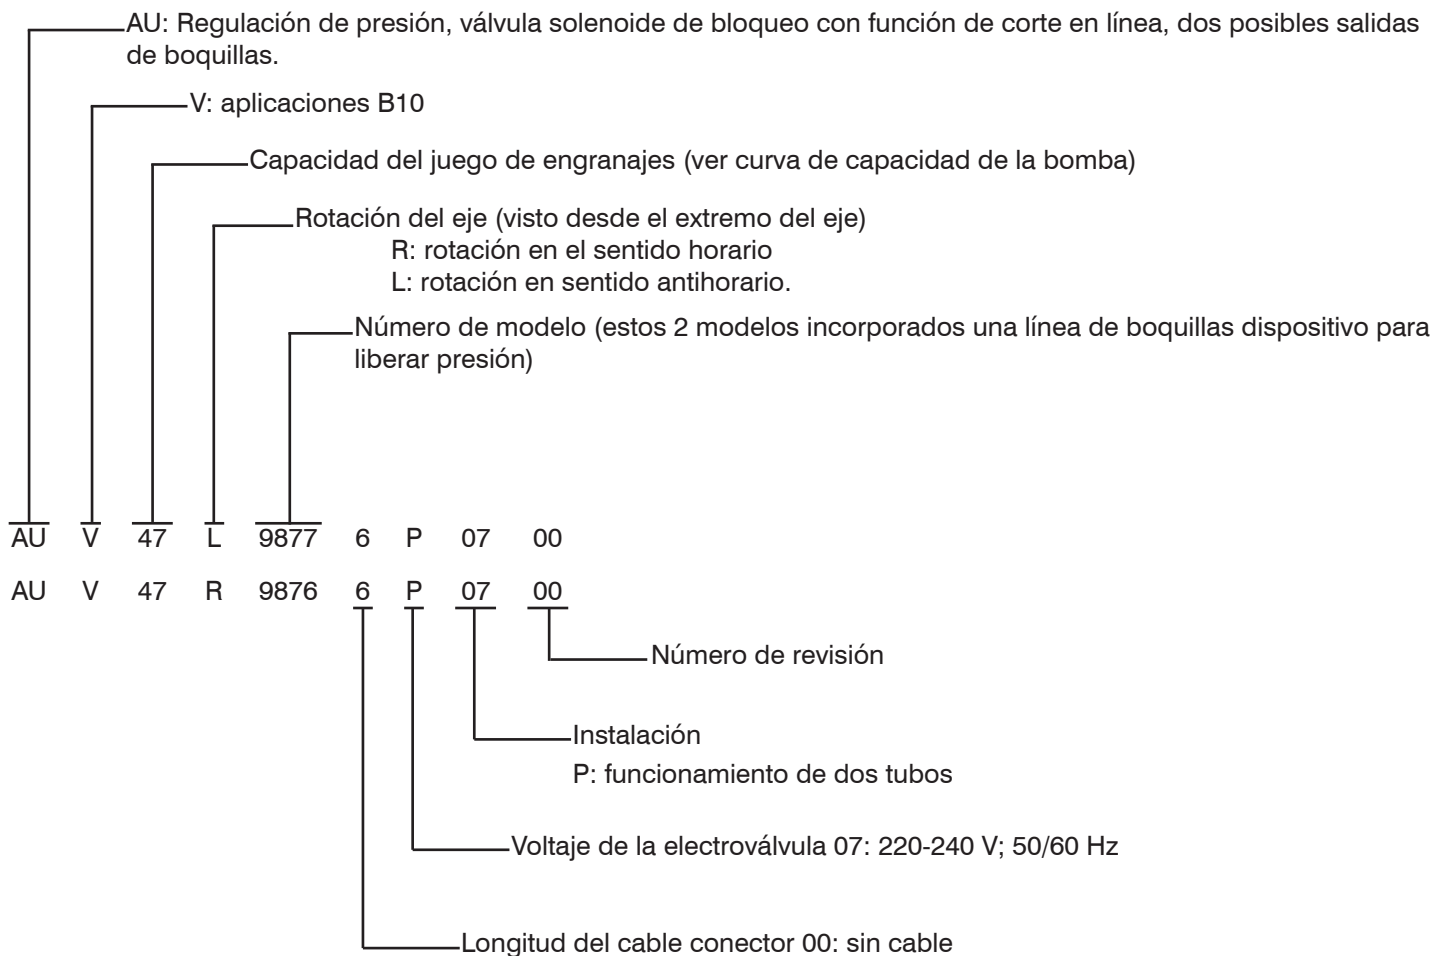 AU: Regulación de presión, válvula solenoide de bloqueo con función de corte en línea, dos posibles salidas
de boquillas.
V: aplicaciones B10
Capacidad del juego de engranajes (ver curva de capacidad de la bomba)
Rotación del eje (visto desde el extremo del eje)
R: rotación en el sentido horario
L: rotación en sentido antihorario.
Número de modelo (estos 2 modelos incorporados una línea de boquillas dispositivo para
liberar presión)
AU V 47 L 9877 6 P 07 00
AU V 47 R 9876 6 P 07 00
Número de revisión
Instalación
P: funcionamiento de dos tubos
Voltaje de la electroválvula 07: 220-240 V; 50/60 Hz
Longitud del cable conector 00: sin cable